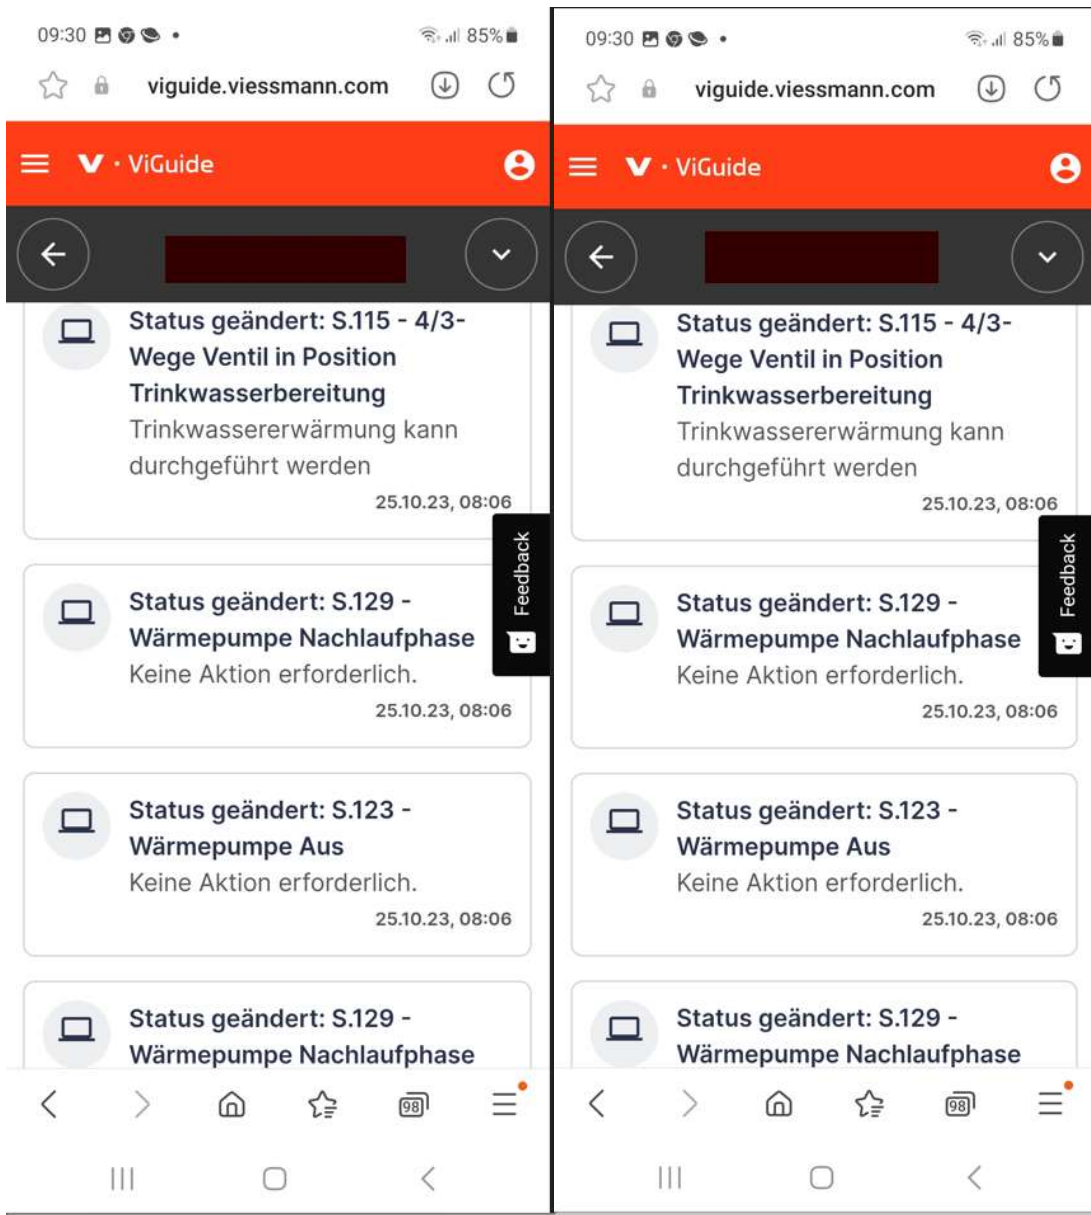 09:30
85%
viguide.viessmann.com
V · ViGuide
Status geändert: S.115 - 4/3-
Wege Ventil in Position
Trinkwasserbereitung
Trinkwassererwärmung kann
durchgeführt werden
25.10.23, 08:06
Feedback
Status geändert: S.129 -
Wärmepumpe Nachlaufphase
Keine Aktion erforderlich.
25.10.23, 08:06
Status geändert: S.123 -
Wärmepumpe Aus
Keine Aktion erforderlich.
25.10.23, 08:06
Status geändert: S.129 -
Wärmepumpe Nachlaufphase
98
09:30
85%
viguide.viessmann.com
V · ViGuide
Status geändert: S.115 - 4/3-
Wege Ventil in Position
Trinkwasserbereitung
Trinkwassererwärmung kann
durchgeführt werden
25.10.23, 08:06
Feedback
Status geändert: S.129 -
Wärmepumpe Nachlaufphase
Keine Aktion erforderlich.
25.10.23, 08:06
Status geändert: S.123 -
Wärmepumpe Aus
Keine Aktion erforderlich.
25.10.23, 08:06
Status geändert: S.129 -
Wärmepumpe Nachlaufphase
98